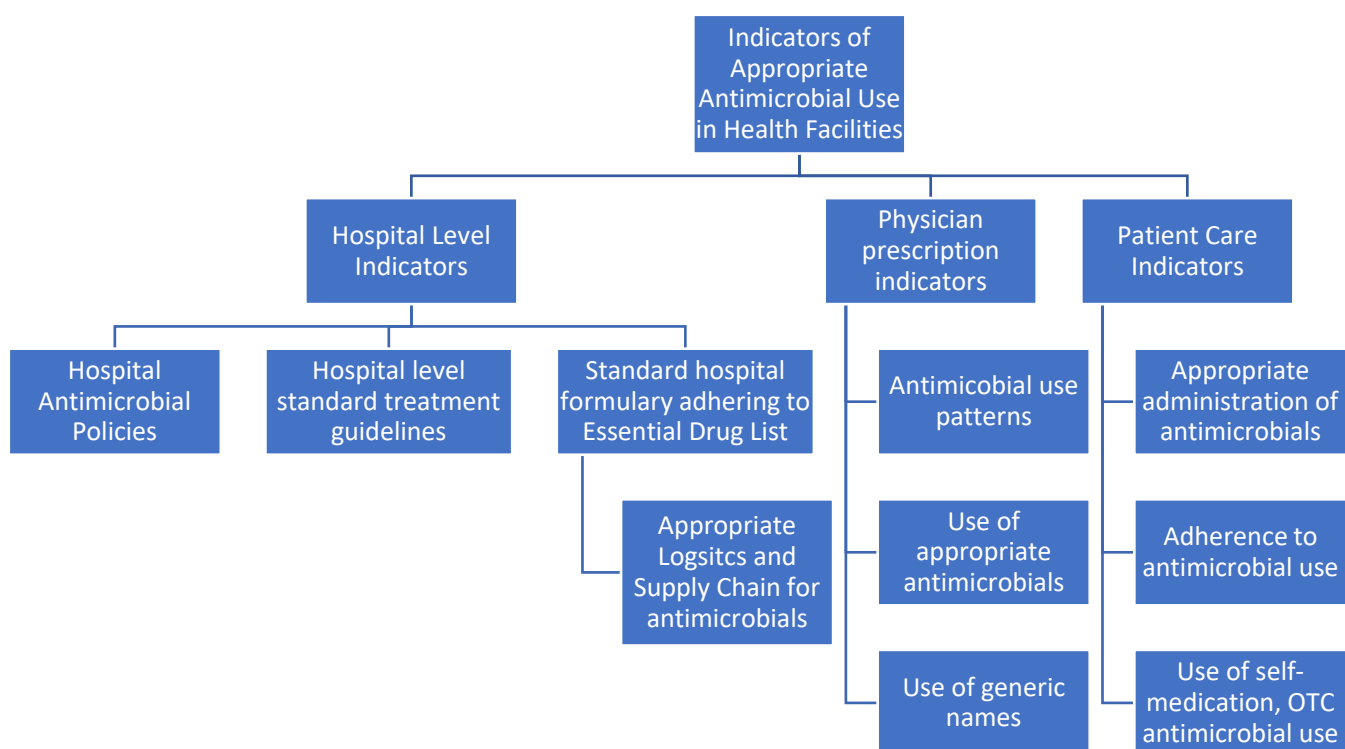 Indicators of
Appropriate
Antimicrobial Use
in Health Facilities
Hospital Level
Indicators
Physician
prescription
indicators
Patient Care
Indicators
Hospital
Antimicrobial
Policies
Hospital level
standard treatment
guidelines
Standard hospital
formulary adhering to
Essential Drug List
Appropriate
Logsitcs and
Supply Chain for
antimicrobials
Antimicobial use
patterns
Use of
appropriate
antimicrobials
Use of generic
names
Appropriate
administration of
antimicrobials
Adherence to
antimicrobial use
Use of self-
medication, OTC
antimicrobial use